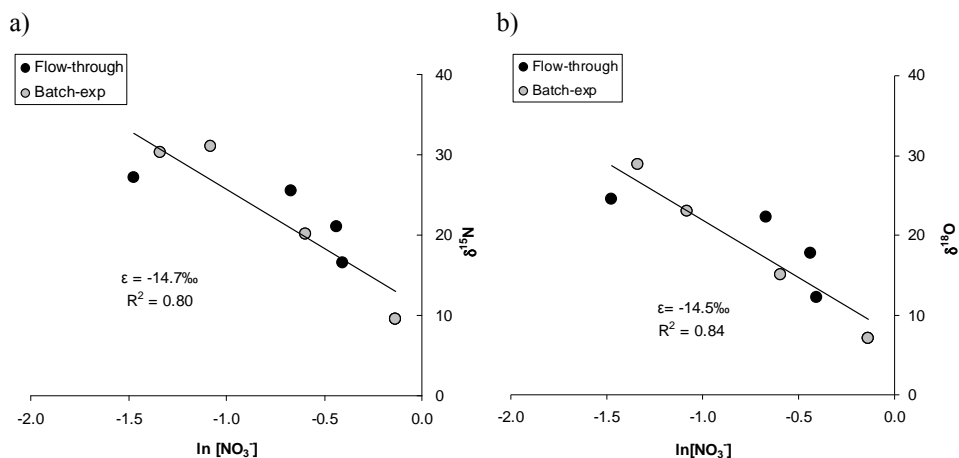 a)
Flow-through
Batch-exp
40
30
20
10
0
δ¹⁵N
ε = -14.7‰
R² = 0.80
-2.0 -1.5 -1.0 -0.5 0.0
ln [NO₃⁻]
b)
Flow-through
Batch-exp
40
30
20
10
0
δ¹⁸O
ε= -14.5‰
R² = 0.84
-2.0 -1.5 -1.0 -0.5 0.0
ln[NO₃⁻]